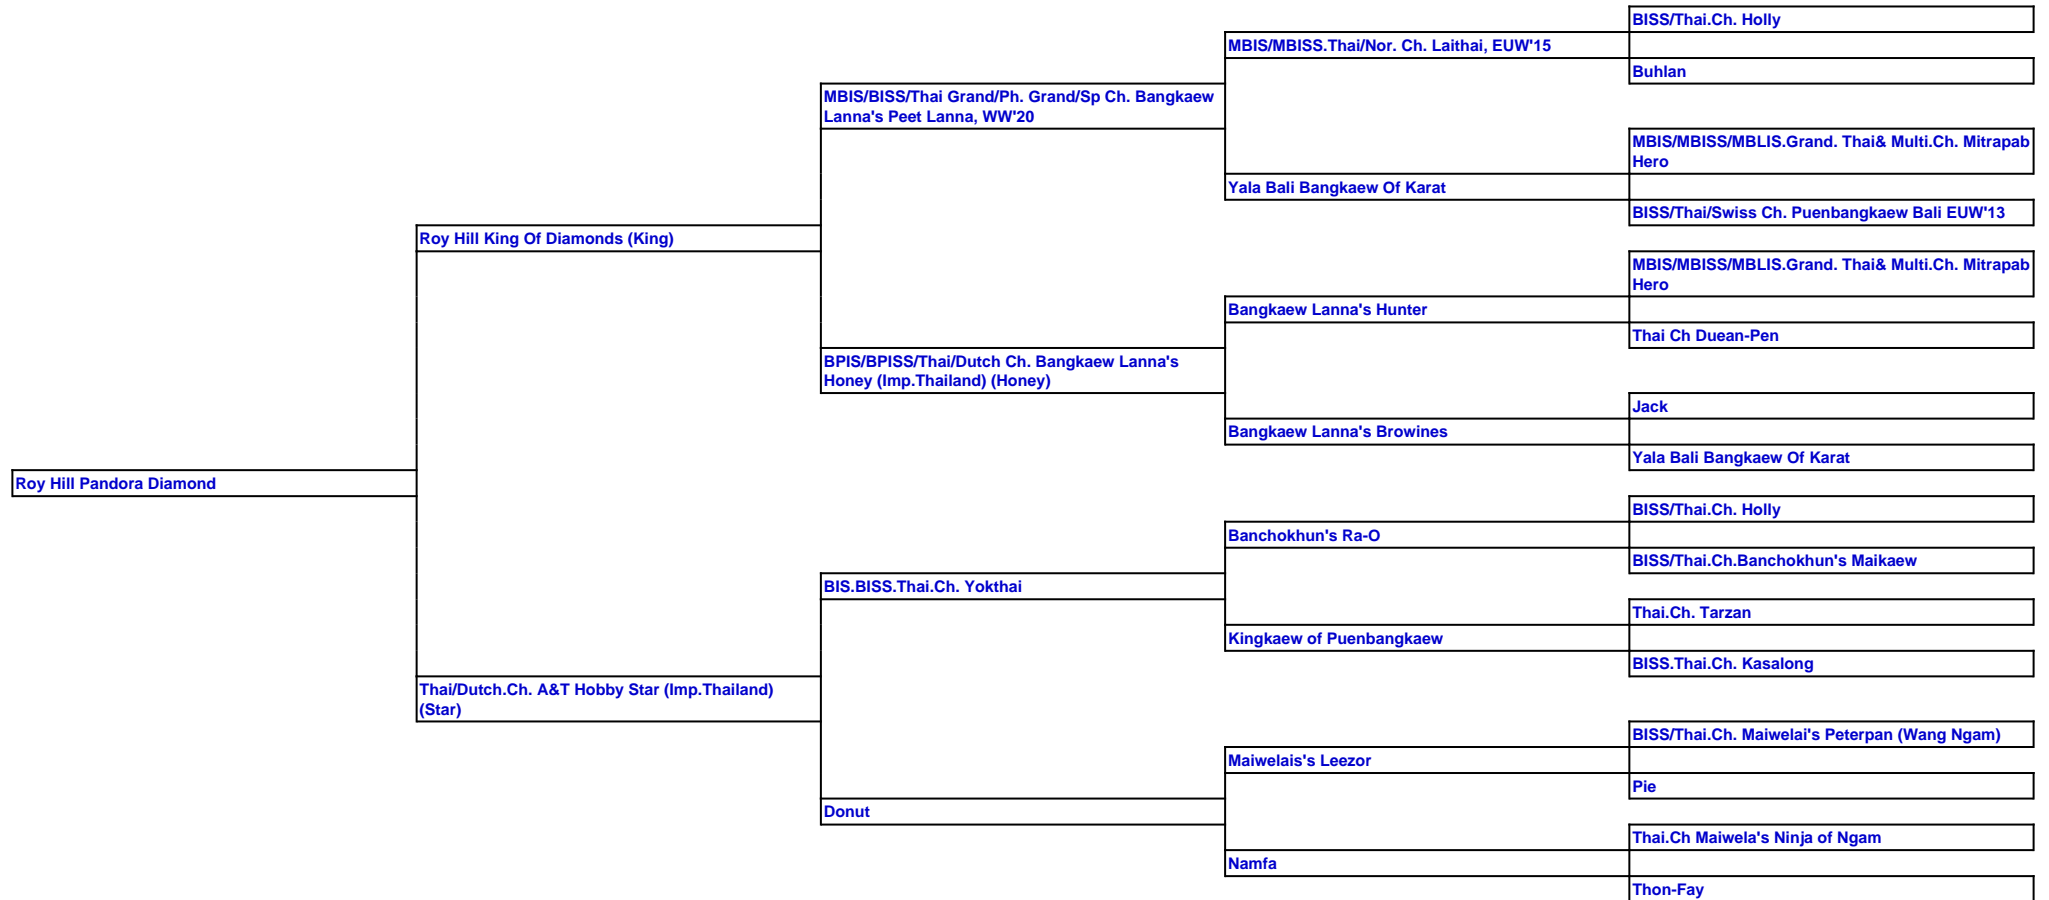 BISS/Thai.Ch. Holly
MBIS/MBISS.Thai/Nor. Ch. Laithai, EUW'15
Buhlan
MBIS/BISS/Thai Grand/Ph. Grand/Sp Ch. Bangkaew
Lanna's Peet Lanna, WW'20
MBIS/MBISS/MBLIS.Grand. Thai& Multi.Ch. Mitrapab
Hero
Yala Bali Bangkaew Of Karat
BISS/Thai/Swiss Ch. Puenbangkaew Bali EUW'13
Roy Hill King Of Diamonds (King)
MBIS/MBISS/MBLIS.Grand. Thai& Multi.Ch. Mitrapab
Hero
Bangkaew Lanna's Hunter
Thai Ch Duean-Pen
BPIS/BPISS/Thai/Dutch Ch. Bangkaew Lanna's
Honey (Imp.Thailand) (Honey)
Jack
Bangkaew Lanna's Browines
Yala Bali Bangkaew Of Karat
Roy Hill Pandora Diamond
BISS/Thai.Ch. Holly
Banchokhun's Ra-O
BISS/Thai.Ch.Banchokhun's Maikaew
BIS.BISS.Thai.Ch. Yokthai
Thai.Ch. Tarzan
Kingkaew of Puenbangkaew
BISS.Thai.Ch. Kasalong
Thai/Dutch.Ch. A&T Hobby Star (Imp.Thailand)
(Star)
BISS/Thai.Ch. Maiwelai's Peterpan (Wang Ngam)
Maiwelais's Leezor
Pie
Donut
Thai.Ch Maiwela's Ninja of Ngam
Namfa
Thon-Fay